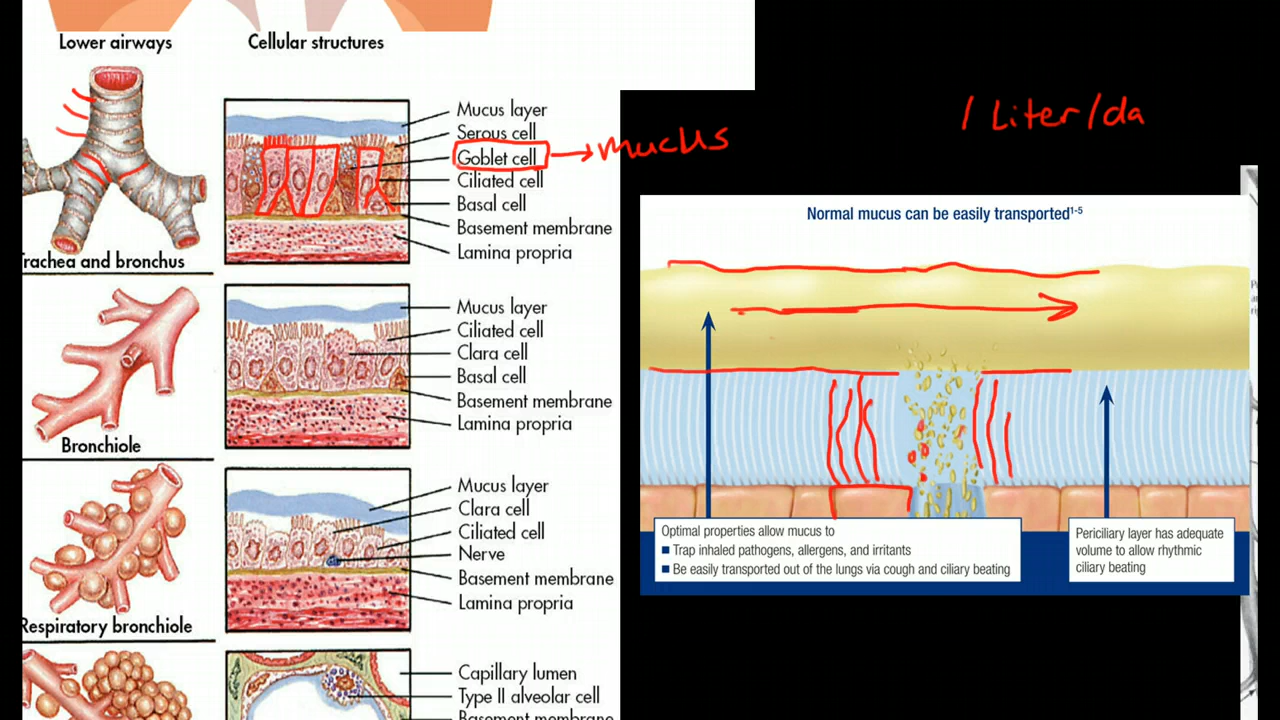 Lower airways
Cellular structures
Mucus layer
Serous cell
Goblet cell
Ciliated cell
Basal cell
Basement membrane
Lamina propria
Trachea and bronchus
Mucus layer
Ciliated cell
Clara cell
Basal cell
Basement membrane
Lamina propria
Bronchiole
Mucus layer
Clara cell
Ciliated cell
Nerve
Basement membrane
Lamina propria
Respiratory bronchiole
Capillary lumen
Type II alveolar cell
Basement membrane
mucus
1 Liter/da
Normal mucus can be easily transported1-5
Optimal properties allow mucus to
■ Trap inhaled pathogens, allergens, and irritants
■ Be easily transported out of the lungs via cough and ciliary beating
Periciliary layer has adequate
volume to allow rhythmic
ciliary beating